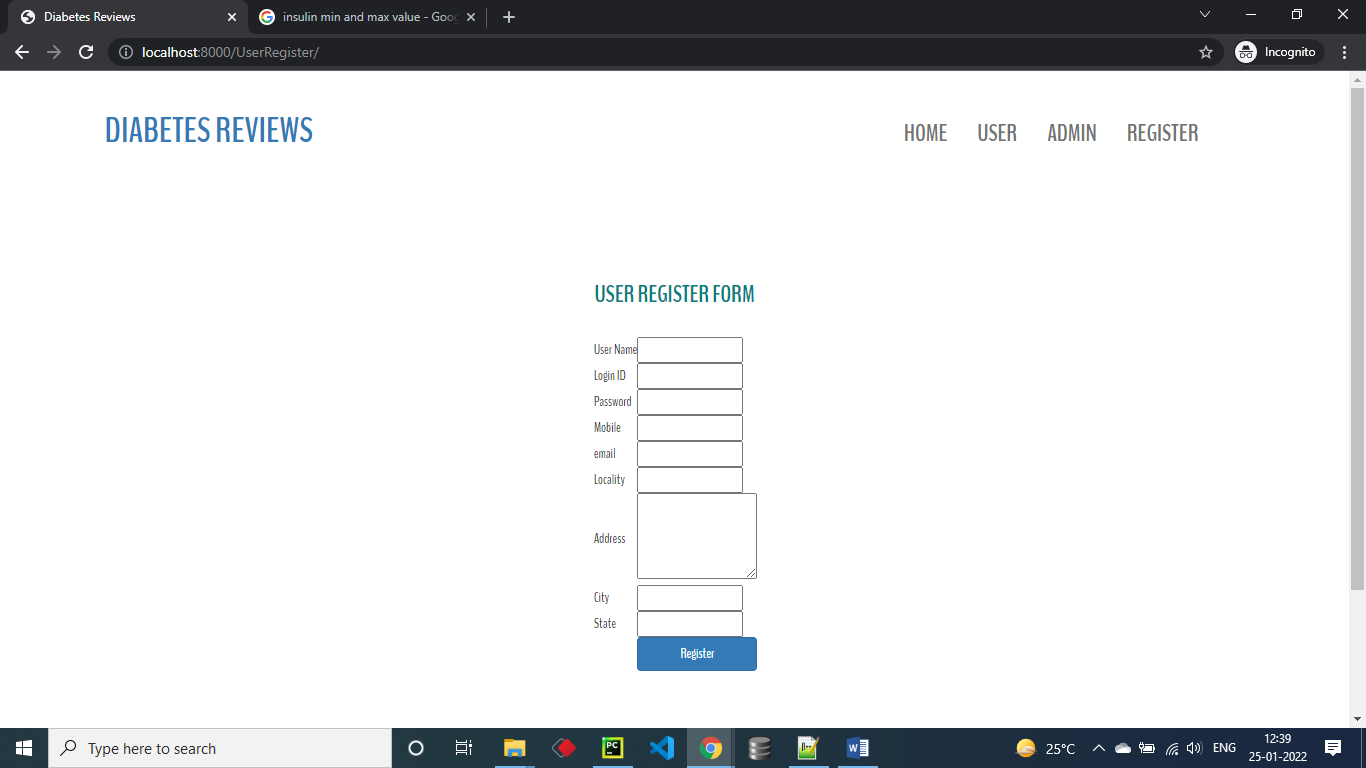 Diabetes Reviews
insulin min and max value - Goo
localhost:8000/UserRegister/
Incognito
DIABETES REVIEWS
HOME USER ADMIN REGISTER
USER REGISTER FORM
User Name
Login ID
Password
Mobile
email
Locality
Address
City
State
Register
Type here to search
PC
25°C
ENG
12:39
25-01-2022